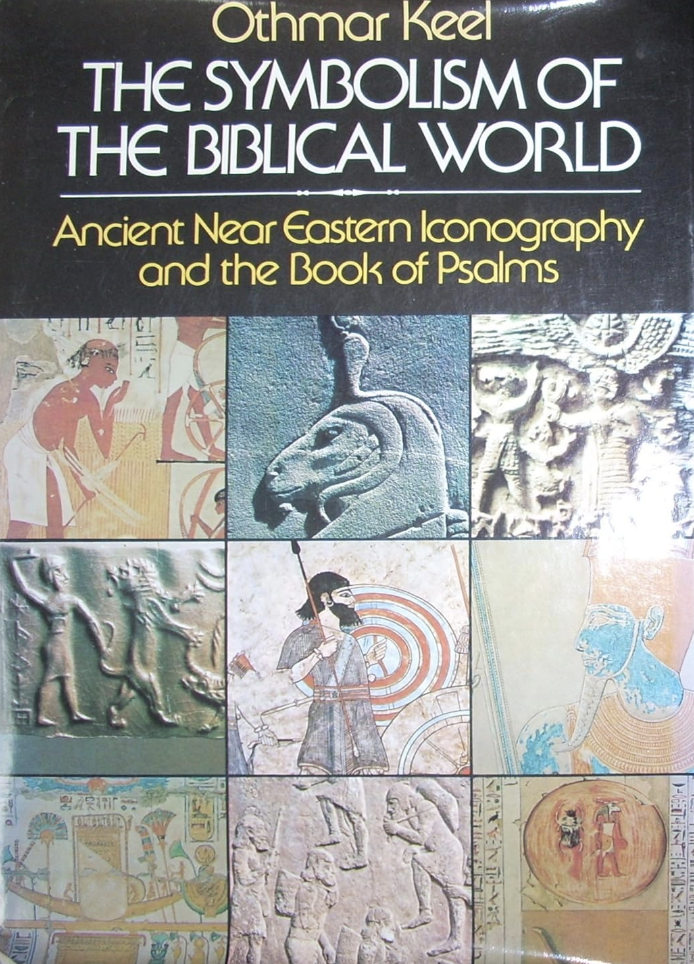 Othmar Keel
THE SYMBOLISM OF
THE BIBLICAL WORLD
Ancient Near Eastern Iconography
and the Book of Psalms